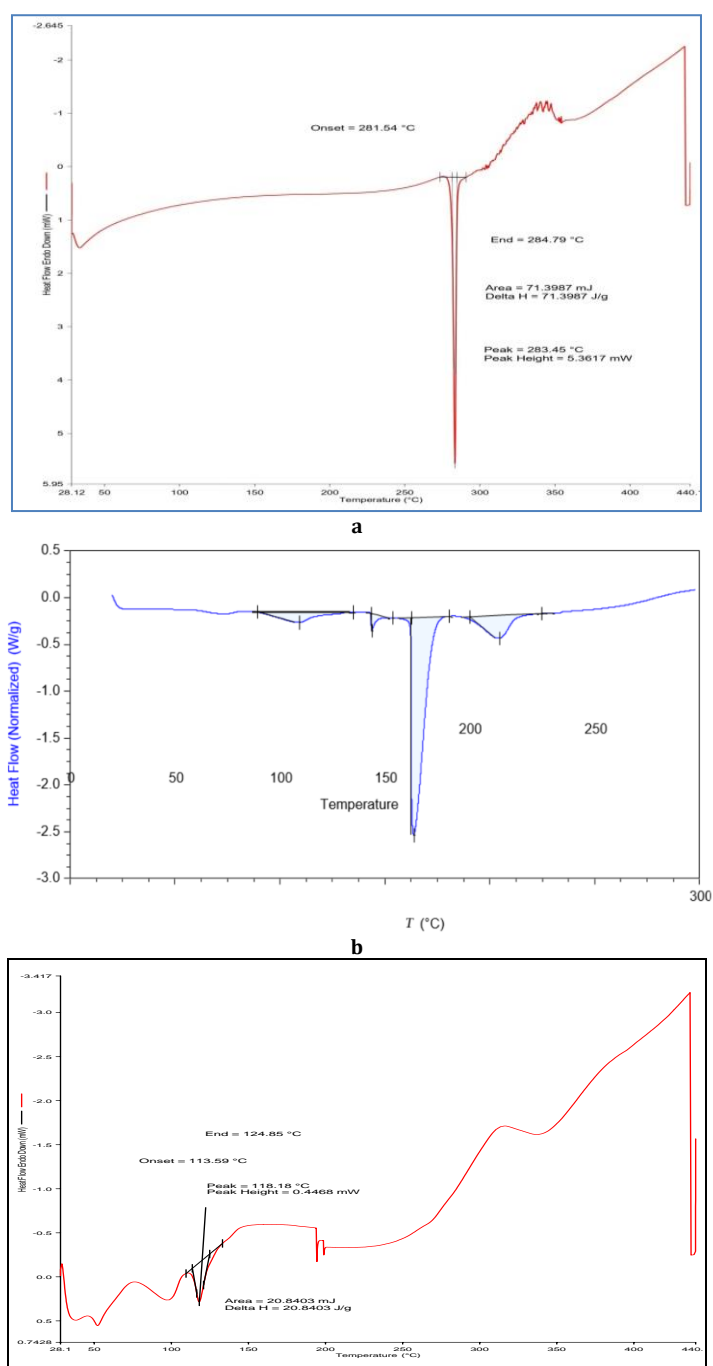 -2.645
-2
-1
Onset = 281.54 °C
0
Heat Flow Endo Down (mW)
1
End = 284.79 °C
Area = 71.3987 mJ
Delta H = 71.3987 J/g
2
3
Peak = 283.45 °C
Peak Height = 5.3617 mW
4
5
5.95
28.12 50 100 150 200 250 300 350 400
Temperature (°C)
a
0.5
0.0
-0.5
Heat Flow (Normalized) (W/g)
-1.0
200 250
-1.5
0 50 100 150
-2.0
Temperature
-2.5
-3.0
300
T (°C)
b
-3.417
-3.0
-2.5
-2.0
-1.5
End = 124.85 °C
Onset = 113.59 °C
Heat Flow Endo Down (mW)
Peak = 118.18 °C
Peak Height = 0.4468 mW
-1.0
-0.5
0.0
Area = 20.8403 mJ
Delta H = 20.8403 J/g
0.5
0.7428
28.1 50 100 150 200 250 300 350 400 440.
Temperature (°C)